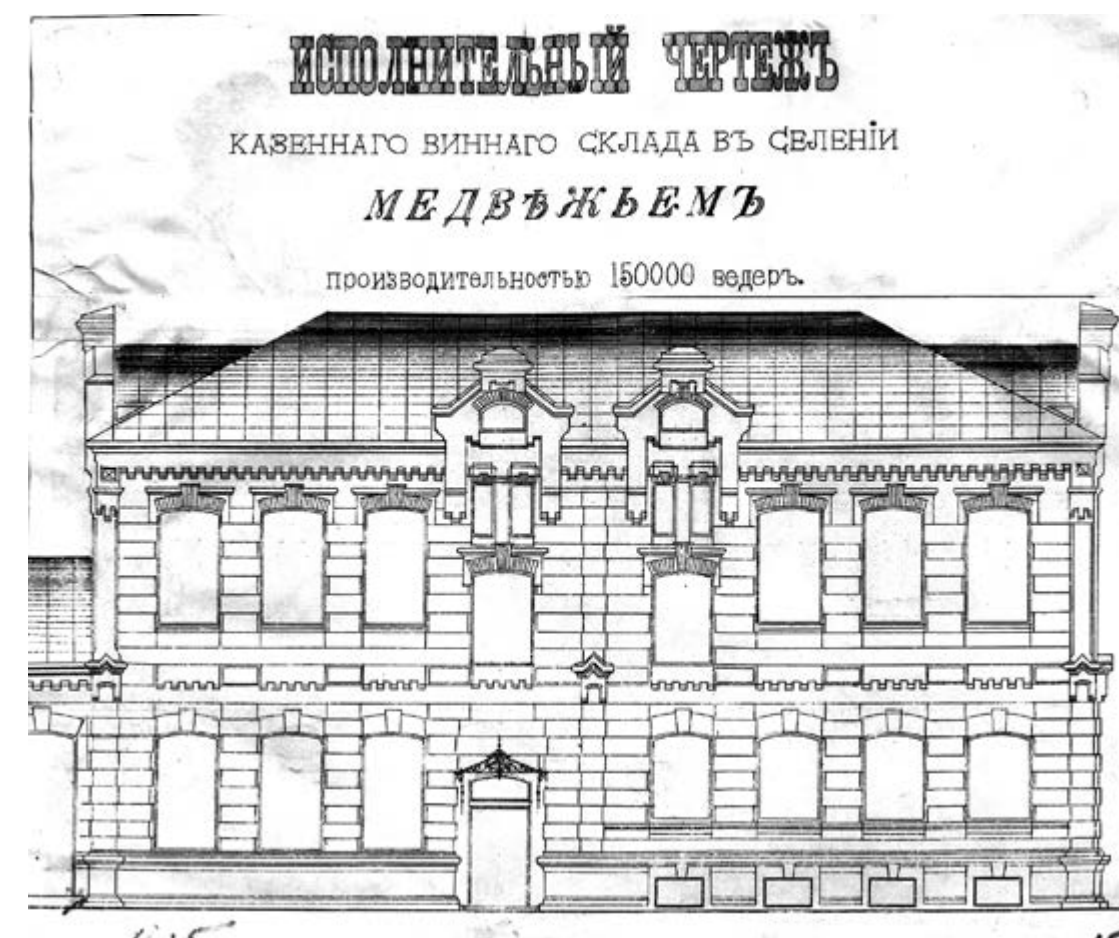 ИСПОЛНИТЕЛЬНЫЙ ЧЕРТЕЖЪ
КАЗЕННАГО ВИННАГО СКЛАДА ВЪ СЕЛЕНІИ
МЕДВѢЖЬЕМЪ
производительностью 150000 ведеръ.